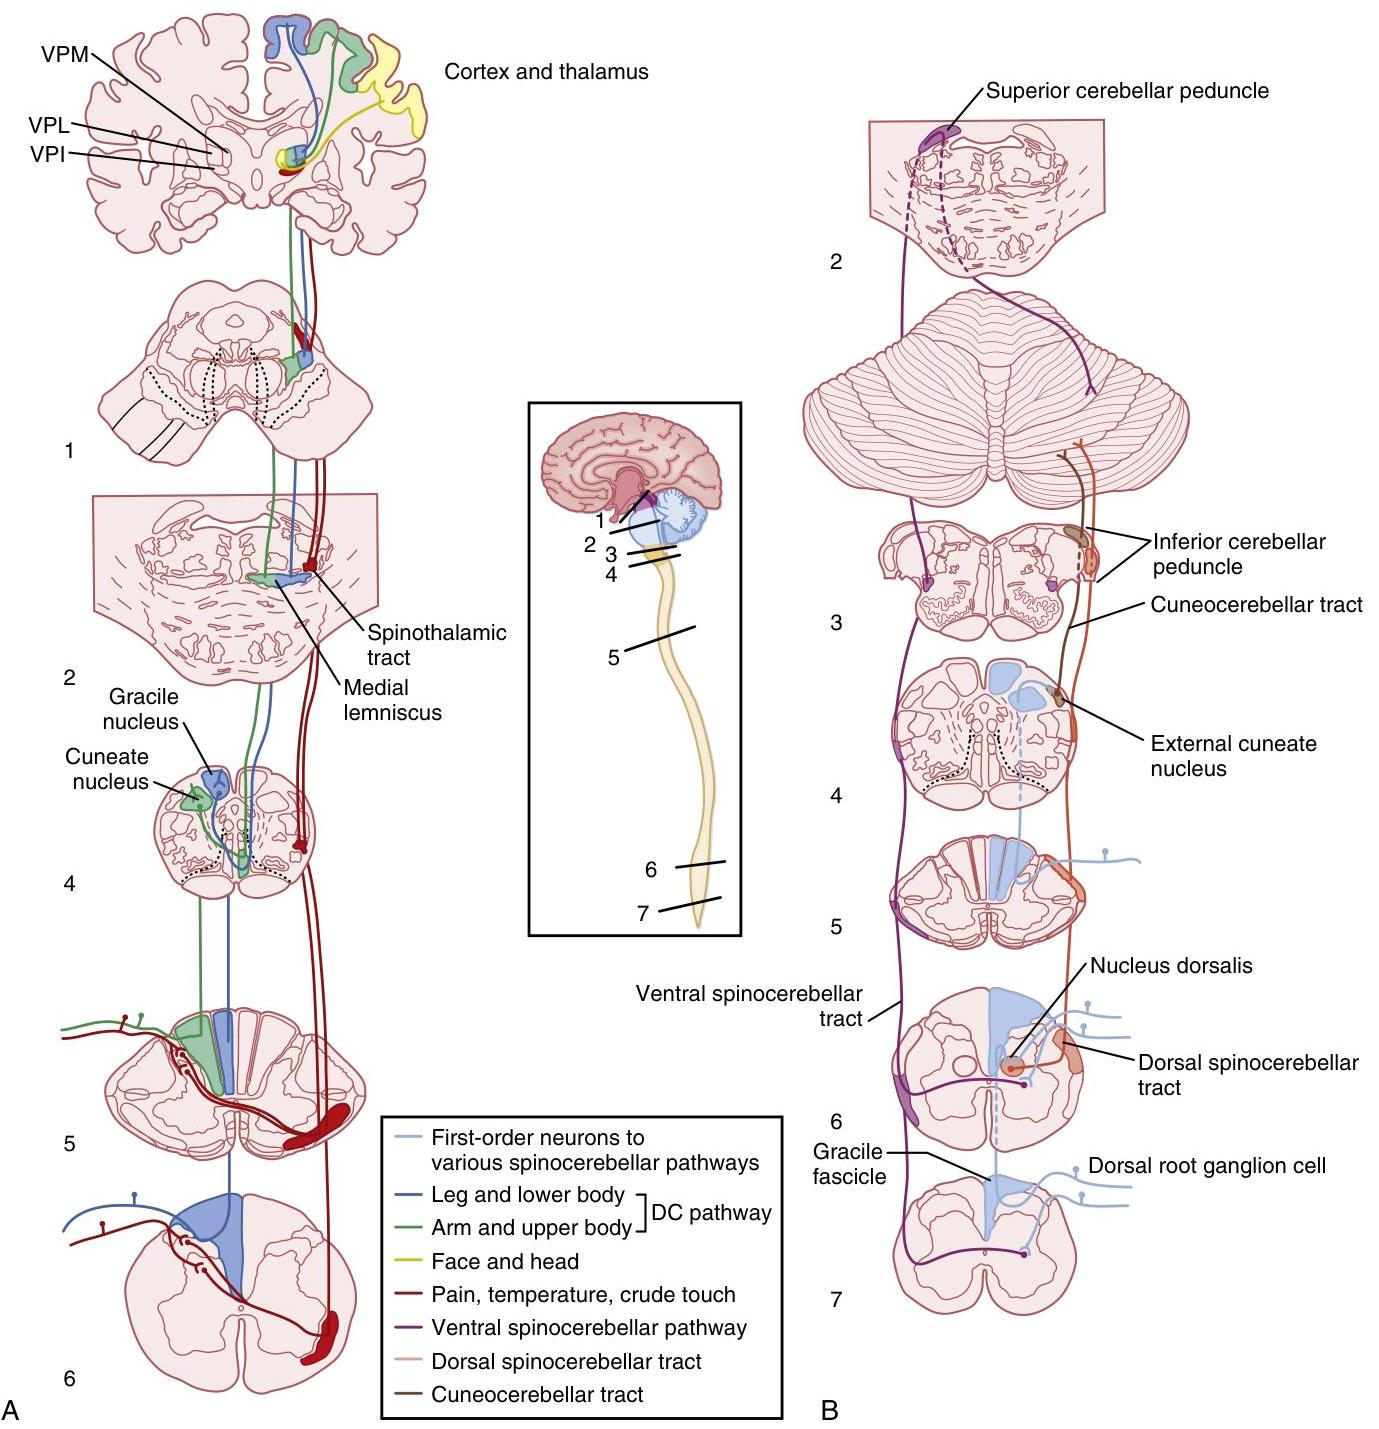 VPM
VPL
VPI
Cortex and thalamus
1
2
Spinothalamic
tract
Medial
lemniscus
Gracile
nucleus
Cuneate
nucleus
4
5
6
A
1
2
3
4
5
6
7
First-order neurons to
various spinocerebellar pathways
Leg and lower body
Arm and upper body
DC pathway
Face and head
Pain, temperature, crude touch
Ventral spinocerebellar pathway
Dorsal spinocerebellar tract
Cuneocerebellar tract
Superior cerebellar peduncle
2
Inferior cerebellar
peduncle
Cuneocerebellar tract
3
External cuneate
nucleus
4
5
Nucleus dorsalis
Ventral spinocerebellar
tract
Dorsal spinocerebellar
tract
6
Gracile
fascicle
Dorsal root ganglion cell
7
B